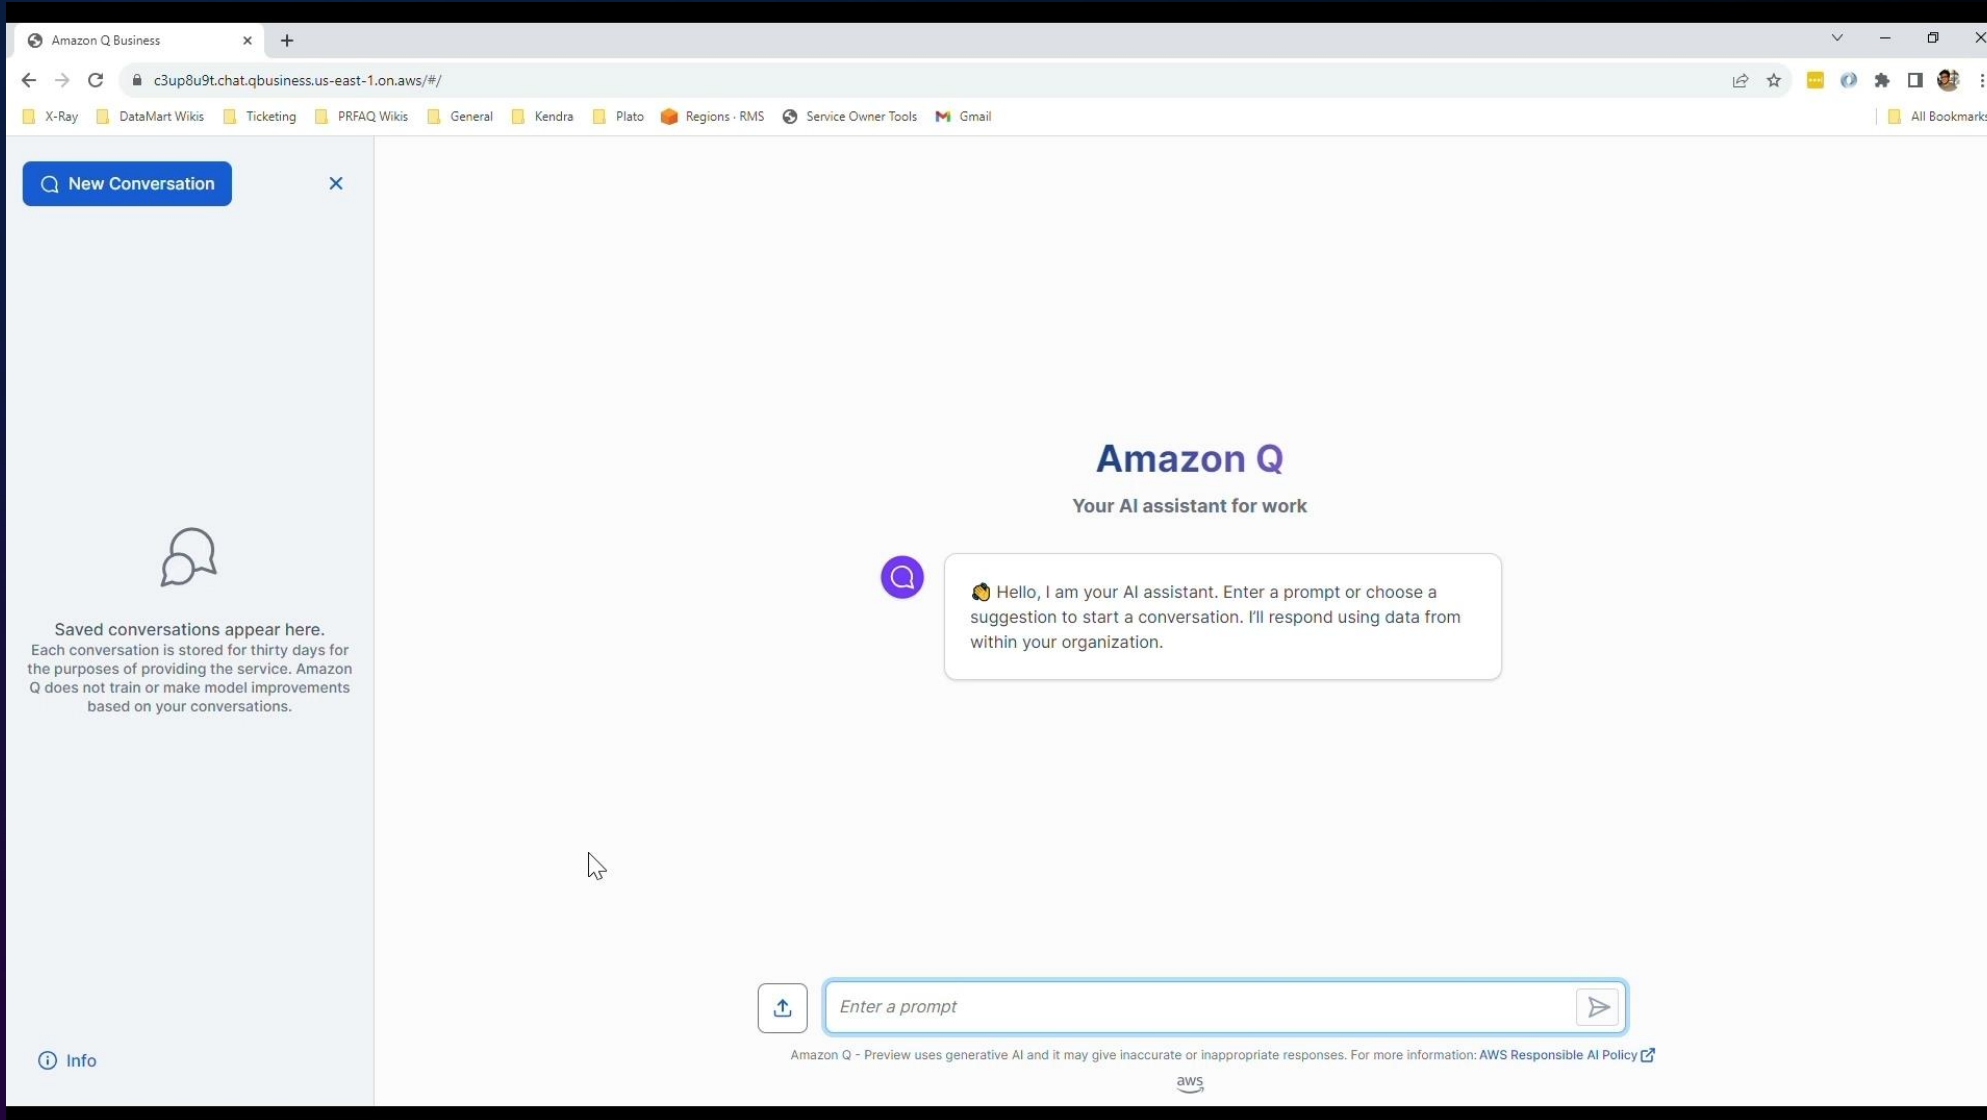 Amazon Q Business
c3up8u9t.chat.qbusiness.us-east-1.on.aws/#/
X-Ray DataMart Wikis Ticketing PRFAQ Wikis General Kendra Plato Regions · RMS Service Owner Tools Gmail All Bookmarks
New Conversation
Amazon Q
Your AI assistant for work
Hello, I am your AI assistant. Enter a prompt or choose a
suggestion to start a conversation. I'll respond using data from
within your organization.
Saved conversations appear here.
Each conversation is stored for thirty days for
the purposes of providing the service. Amazon
Q does not train or make model improvements
based on your conversations.
Enter a prompt
Amazon Q - Preview uses generative AI and it may give inaccurate or inappropriate responses. For more information: AWS Responsible AI Policy
Info
aws